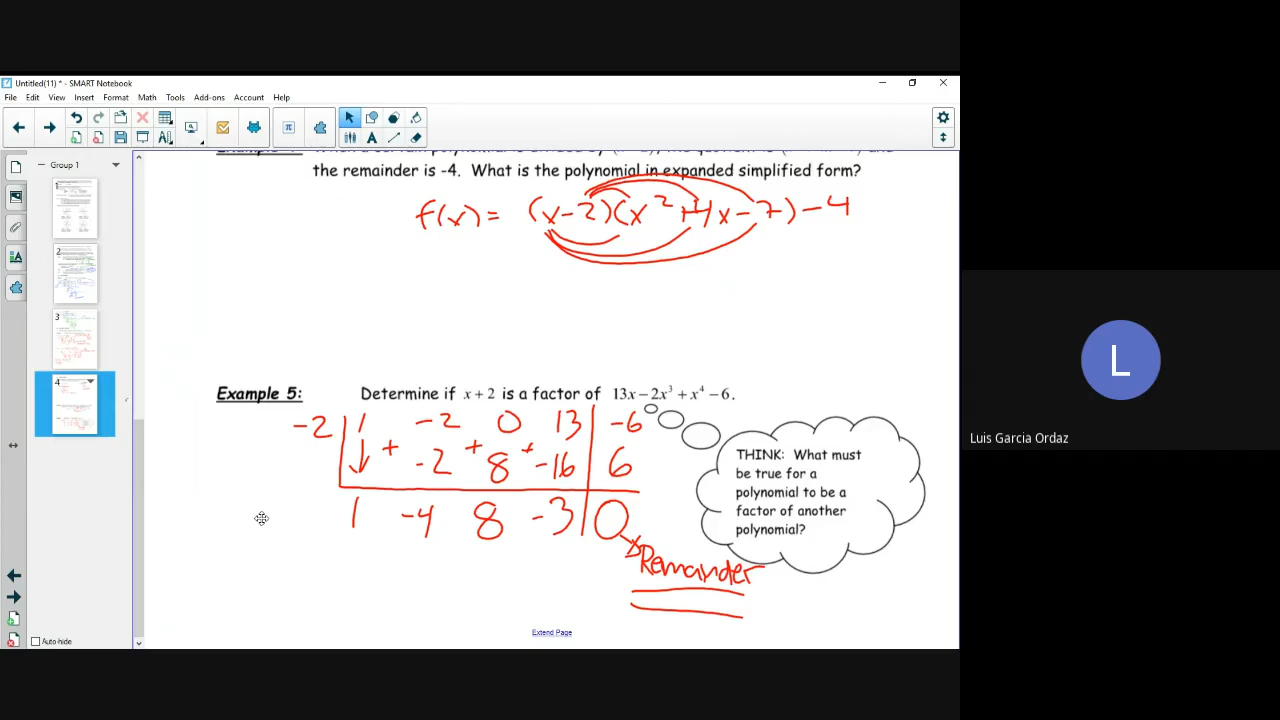 Untitled(11) * - SMART Notebook
File Edit View Insert Format Math Tools Add-ons Account Help
Group 1
the remainder is -4. What is the polynomial in expanded simplified form?
f(x) = (x-2)(x²+4x-7)-4
Example 5: Determine if x + 2 is a factor of 13x − 2x³ + x⁴ − 6.
-2 1 -2 0 13 -6
+ -2 + 8 + -16 6
1 -4 8 -3 0
Remainder
THINK: What must
be true for a
polynomial to be a
factor of another
polynomial?
Extend Page
2
3
4
Auto-hide
L
Luis Garcia Ordaz